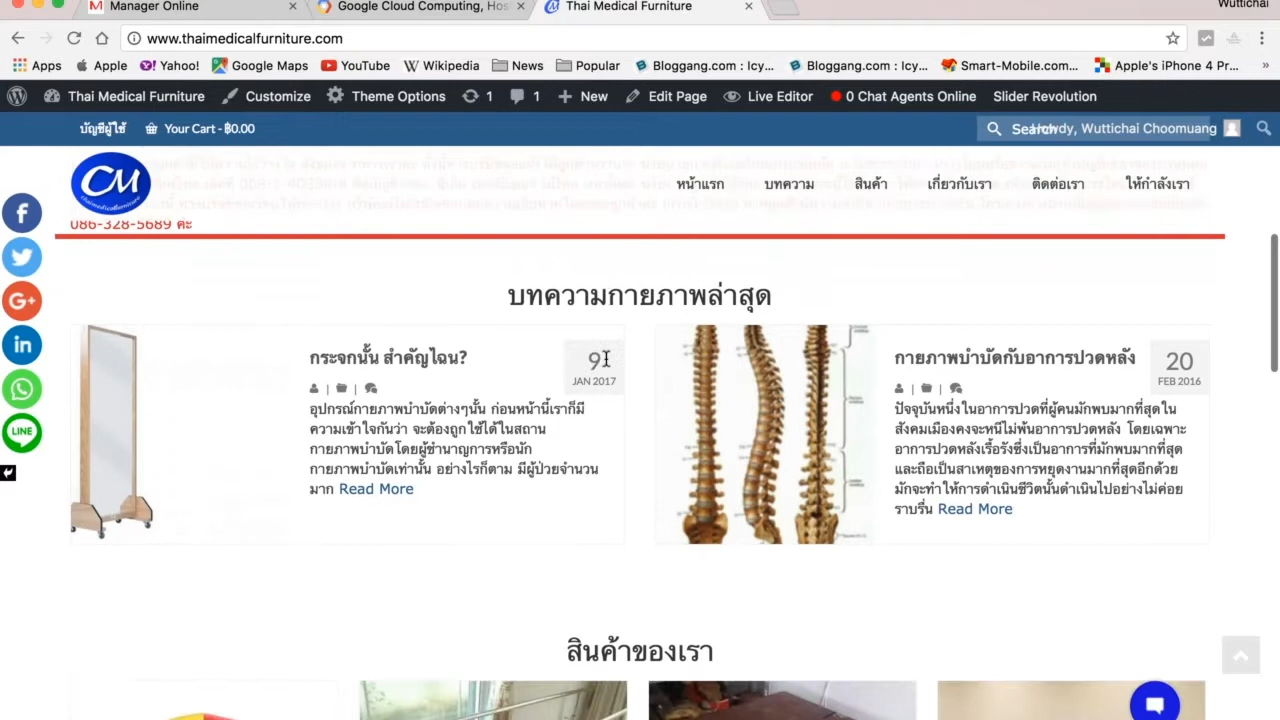 Manager Online
Google Cloud Computing, Hos
Thai Medical Furniture
Wuttichai
www.thaimedicalfurniture.com
Apps
Apple
Yahoo!
Google Maps
YouTube
Wikipedia
News
Popular
Bloggang.com : Icy...
Bloggang.com : Icy...
Smart-Mobile.com...
Apple's iPhone 4 Pr...
Thai Medical Furniture
Customize
Theme Options
1
1
New
Edit Page
Live Editor
0 Chat Agents Online
Slider Revolution
บัญชีผู้ใช้
Your Cart - ฿0.00
Search
Howdy, Wuttichai Choomuang
CM
thaimedicalfurniture
หน้าแรก
บทความ
สินค้า
เกี่ยวกับเรา
ติดต่อเรา
ให้กำลังเรา
086-328-5689 ค่ะ
LINE
บทความกายภาพล่าสุด
กระจกนั้น สำคัญไฉน?
9
JAN 2017
อุปกรณ์กายภาพบำบัดต่างๆนั้น ก่อนหน้านี้เราก็มี
ความเข้าใจกันว่า จะต้องถูกใช้ได้ในสถาน
กายภาพบำบัดโดยผู้ชำนาญการหรือนัก
กายภาพบำบัดเท่านั้น อย่างไรก็ตาม มีผู้ป่วยจำนวน
มาก Read More
กายภาพบำบัดกับอาการปวดหลัง
20
FEB 2016
ปัจจุบันหนึ่งในอาการปวดที่ผู้คนมักพบมากที่สุดใน
สังคมเมืองคงจะหนีไม่พ้นอาการปวดหลัง โดยเฉพาะ
อาการปวดหลังเรื้อรังซึ่งเป็นอาการที่มักพบมากที่สุด
และถือเป็นสาเหตุของการหยุดงานมากที่สุดอีกด้วย
มักจะทำให้การดำเนินชีวิตนั้นดำเนินไปอย่างไม่ค่อย
ราบรื่น Read More
สินค้าของเรา